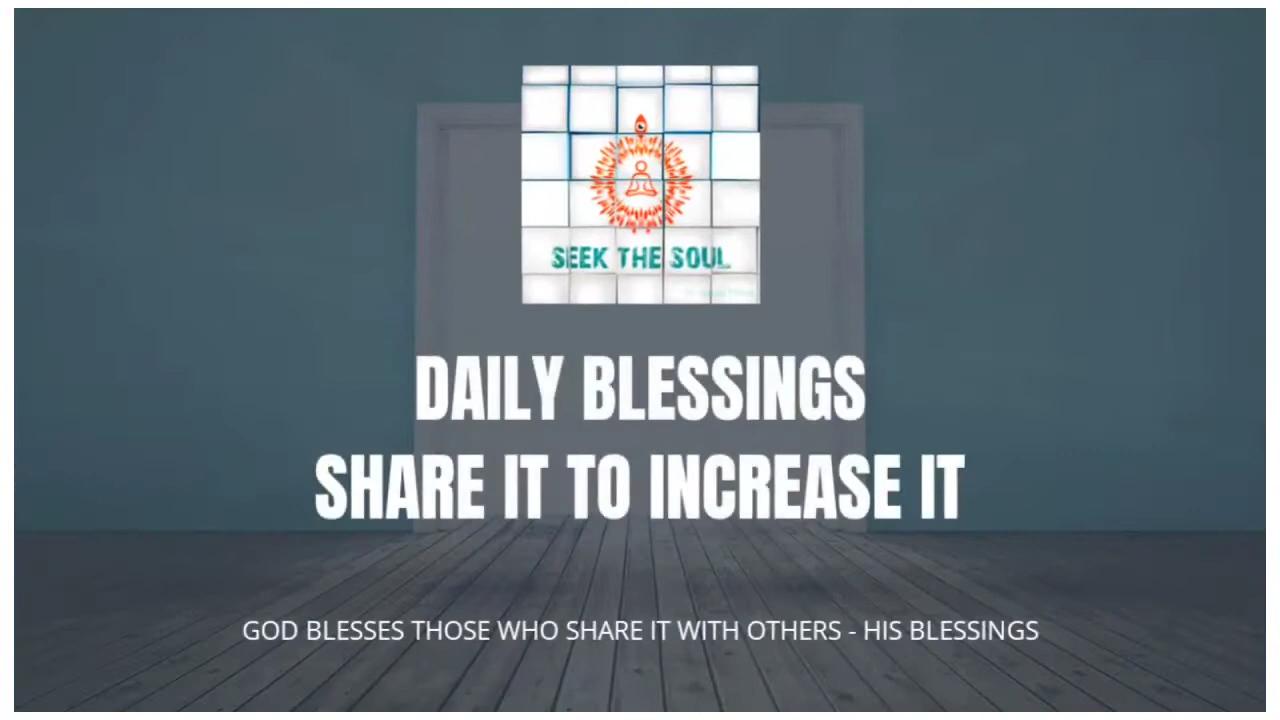 SEEK THE SOUL
DAILY BLESSINGS
SHARE IT TO INCREASE IT
GOD BLESSES THOSE WHO SHARE IT WITH OTHERS - HIS BLESSINGS